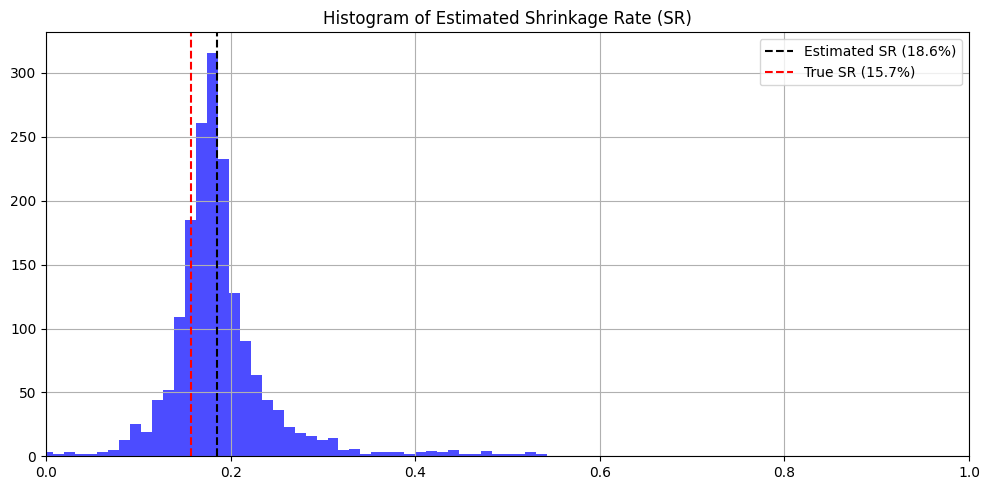 Histogram of Estimated Shrinkage Rate (SR)
Estimated SR (18.6%)
True SR (15.7%)
300
250
200
150
100
50
0
0.0 0.2 0.4 0.6 0.8 1.0